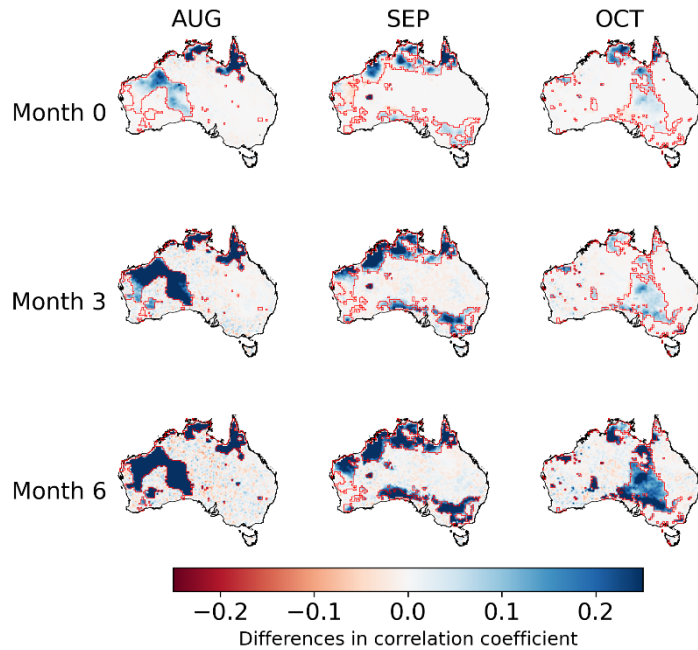 AUG SEP OCT
Month 0
Month 3
Month 6
−0.2 −0.1 0.0 0.1 0.2
Differences in correlation coefficient